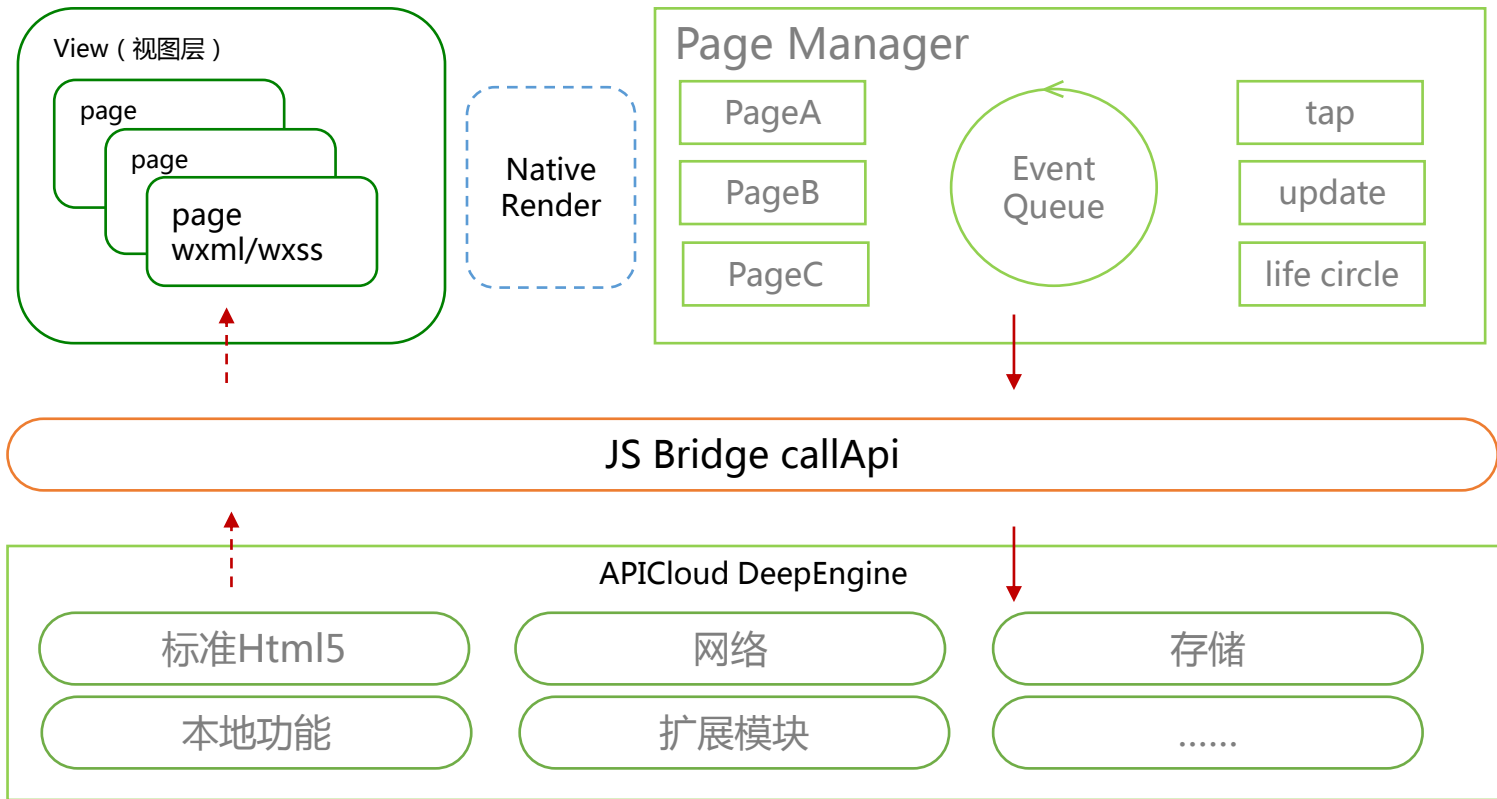 View（视图层）
page
page
page
wxml/wxss
Native
Render
Page Manager
PageA
PageB
PageC
Event
Queue
tap
update
life circle
JS Bridge callApi
APICloud DeepEngine
标准Html5
网络
存储
本地功能
扩展模块
......